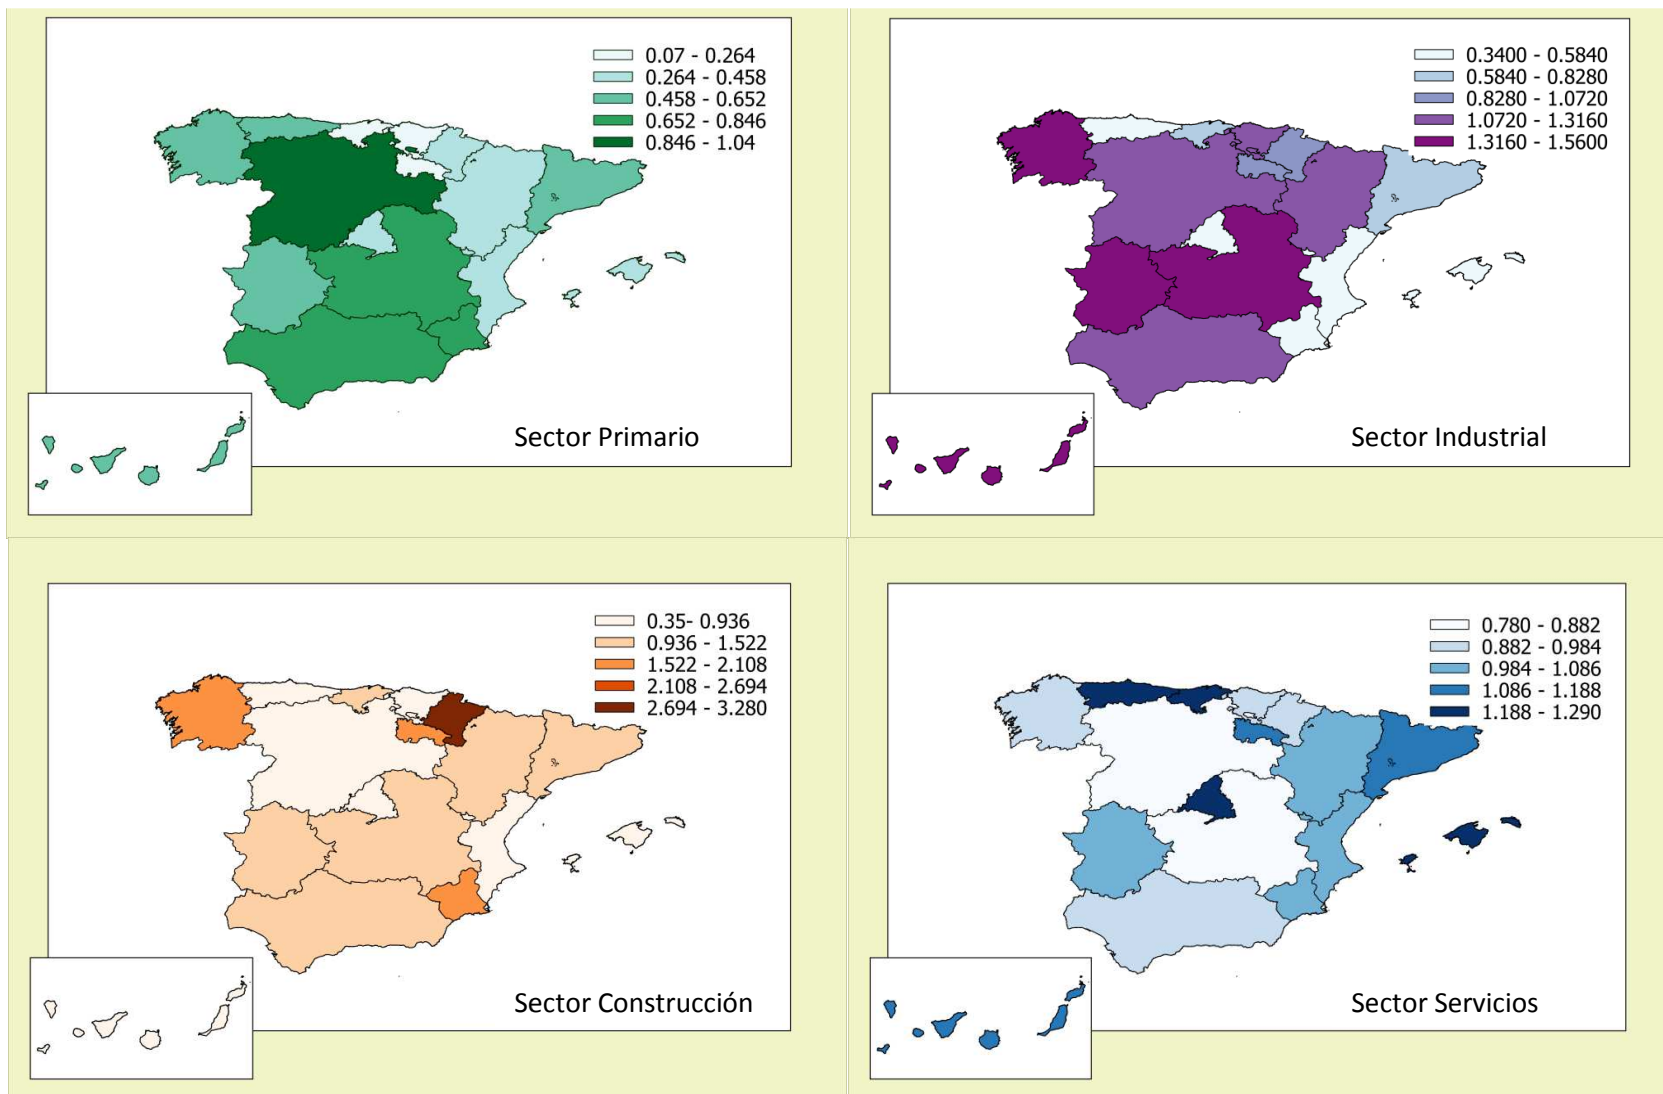 0.07 - 0.264
0.264 - 0.458
0.458 - 0.652
0.652 - 0.846
0.846 - 1.04
Sector Primario
0.3400 - 0.5840
0.5840 - 0.8280
0.8280 - 1.0720
1.0720 - 1.3160
1.3160 - 1.5600
Sector Industrial
0.35- 0.936
0.936 - 1.522
1.522 - 2.108
2.108 - 2.694
2.694 - 3.280
Sector Construcción
0.780 - 0.882
0.882 - 0.984
0.984 - 1.086
1.086 - 1.188
1.188 - 1.290
Sector Servicios